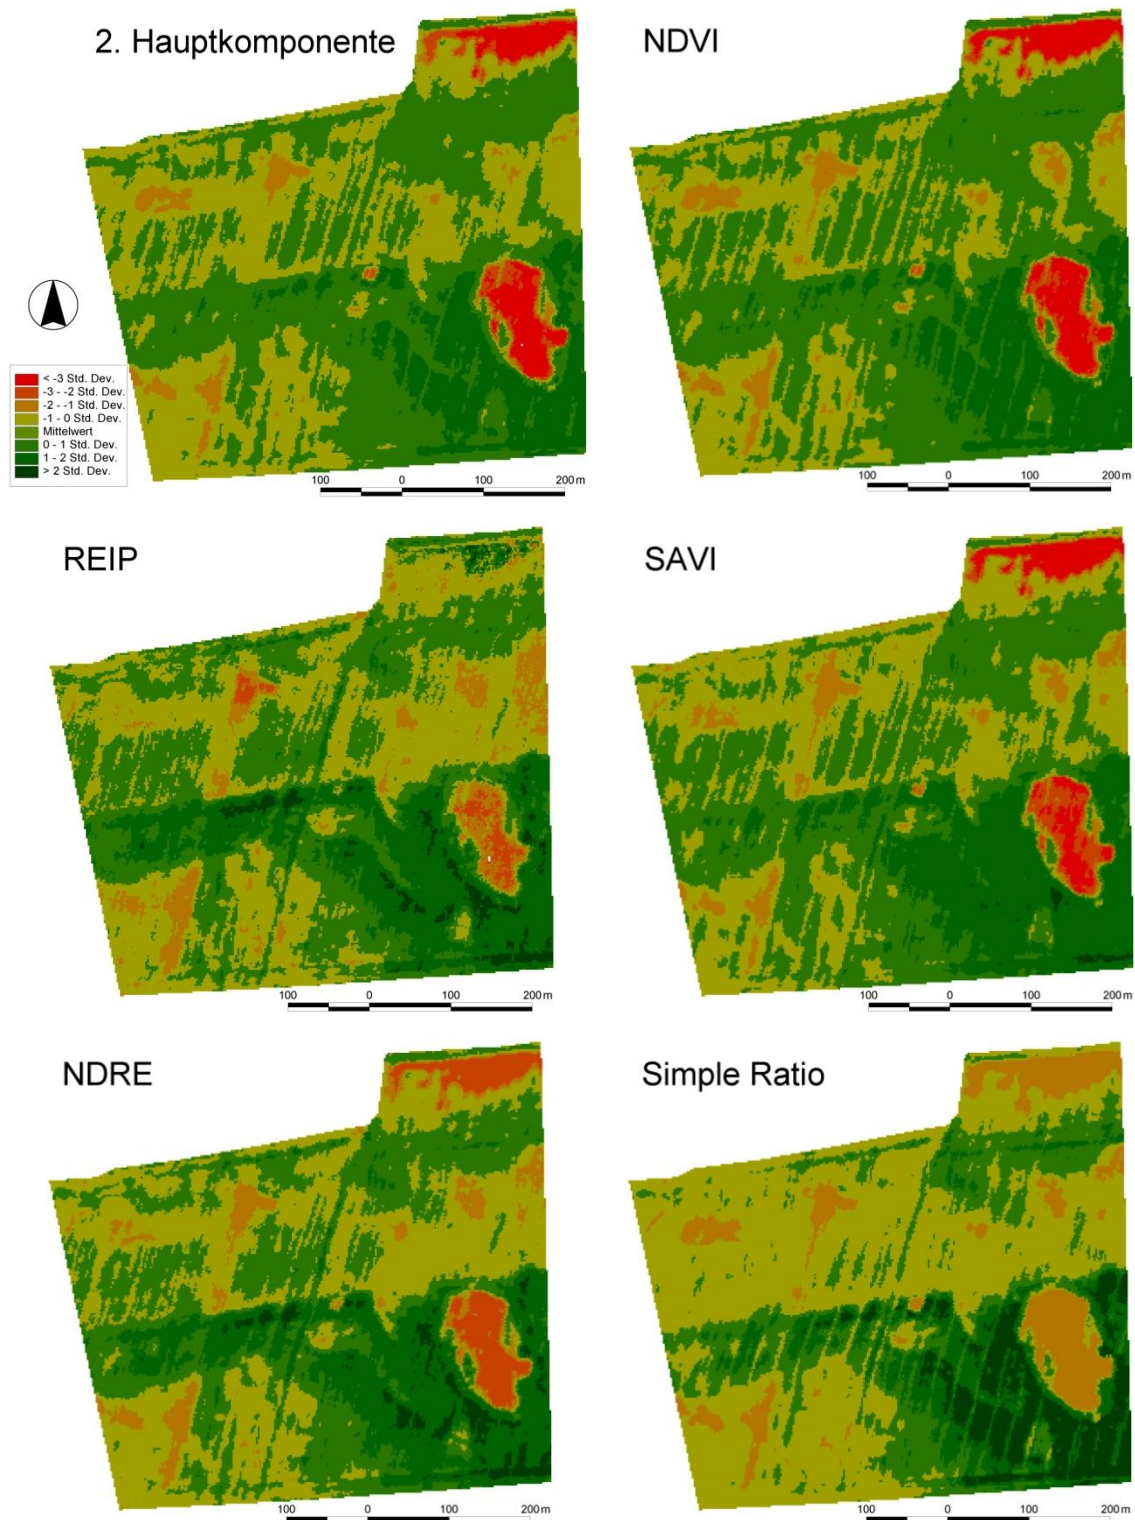 2. Hauptkomponente
NDVI
< -3 Std. Dev.
-3 - -2 Std. Dev.
-2 - -1 Std. Dev.
-1 - 0 Std. Dev.
Mittelwert
0 - 1 Std. Dev.
1 - 2 Std. Dev.
> 2 Std. Dev.
100 0 100 200 m
100 0 100 200 m
REIP
SAVI
100 0 100 200 m
100 0 100 200 m
NDRE
Simple Ratio
100 0 100 200 m
100 0 100 200 m